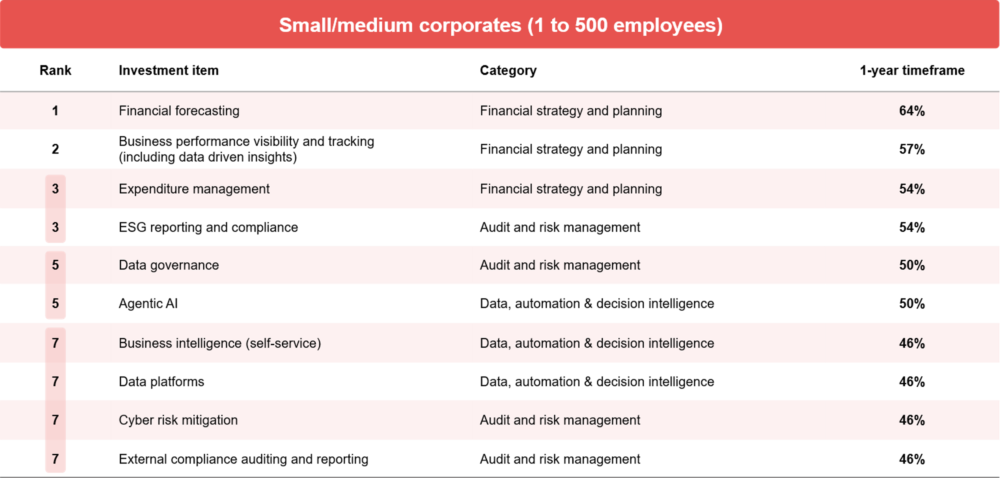 Small/medium corporates (1 to 500 employees)
Rank Investment item Category 1-year timeframe
1 Financial forecasting Financial strategy and planning 64%
Business performance visibility and tracking
2 (including data driven insights) Financial strategy and planning 57%
3 Expenditure management Financial strategy and planning 54%
3 ESG reporting and compliance Audit and risk management 54%
5 Data governance Audit and risk management 50%
5 Agentic AI Data, automation & decision intelligence 50%
7 Business intelligence (self-service) Data, automation & decision intelligence 46%
7 Data platforms Data, automation & decision intelligence 46%
7 Cyber risk mitigation Audit and risk management 46%
7 External compliance auditing and reporting Audit and risk management 46%